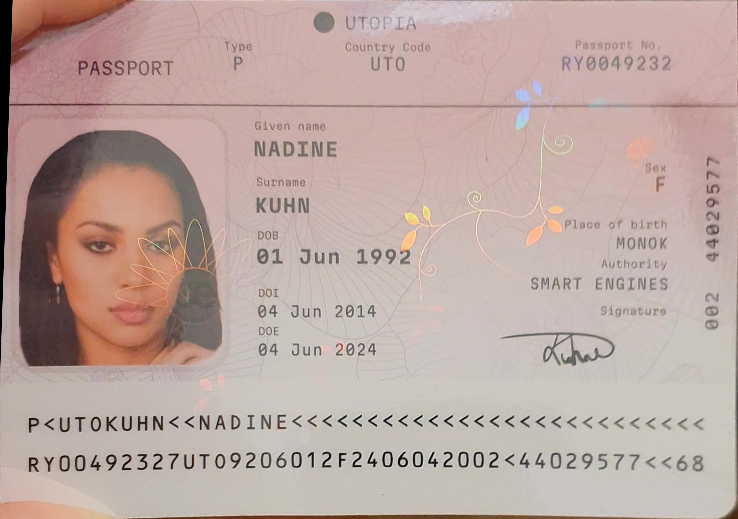 UTOPIA
Type Country Code Passport No.
PASSPORT P UTO RY0049232
Given name
NADINE
Sex
F
Surname
KUHN
Place of birth
MONOK
DOB
01 Jun 1992
Authority
SMART ENGINES
DOI
04 Jun 2014
Signature
DOE
04 Jun 2024
Kuhn
002 44029577
P<UTOKUHN<<NADINE<<<<<<<<<<<<<<<<<<<<<<<<<<<
RY00492327UTO9206012F2406042002<44029577<<68